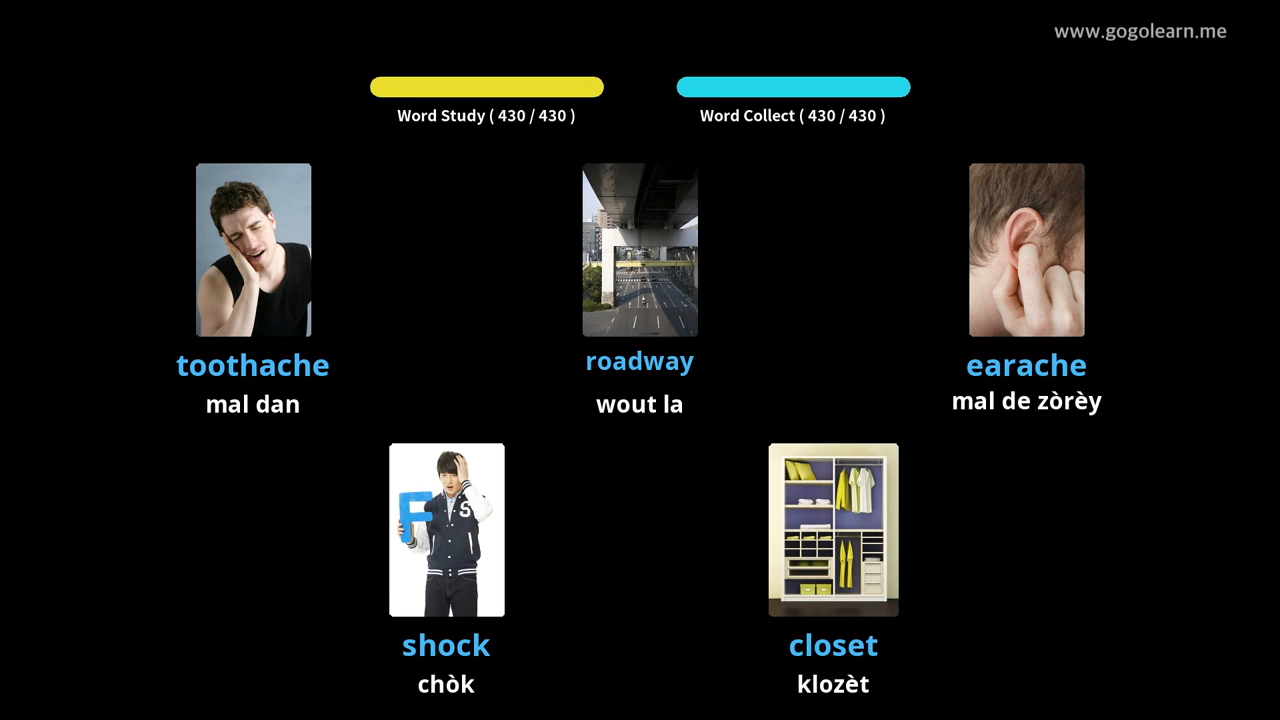 www.gogolearn.me
Word Study ( 430 / 430 )
Word Collect ( 430 / 430 )
toothache
mal dan
roadway
wout la
earache
mal de zòrèy
F
S
shock
chòk
closet
klozèt